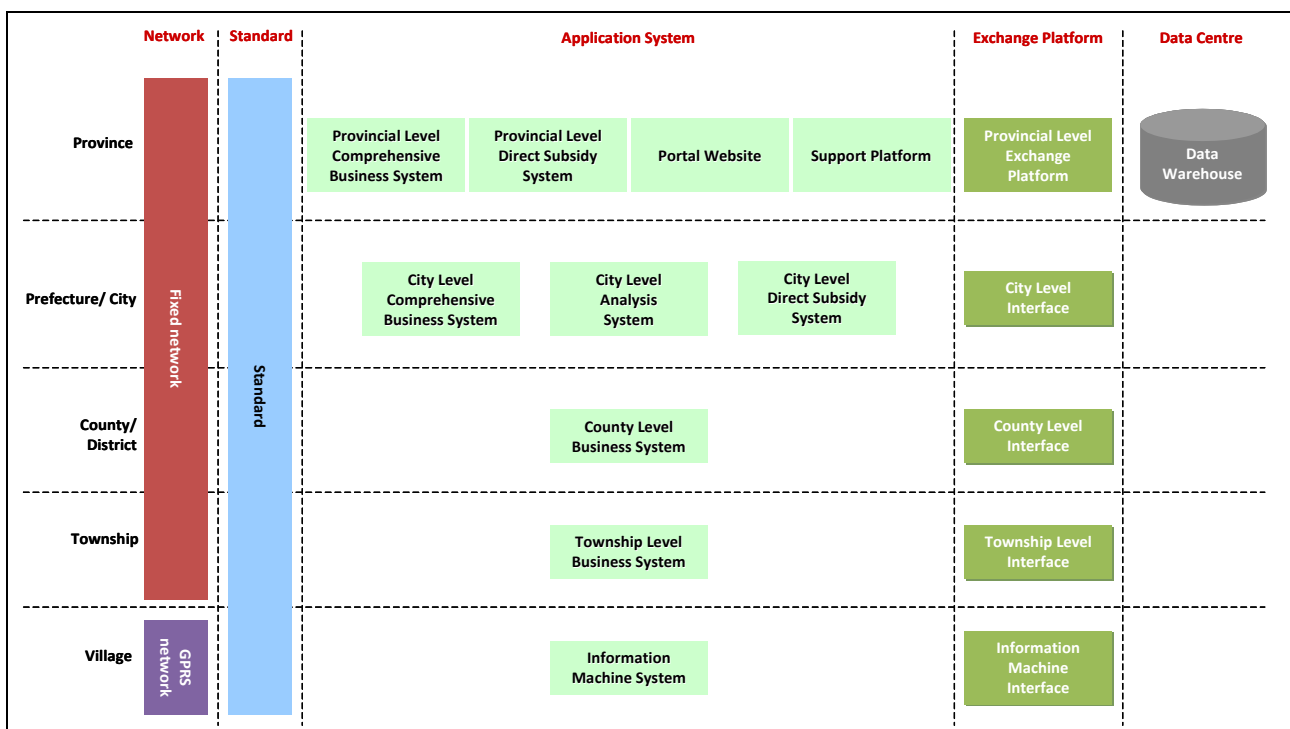 Network
Standard
Application System
Exchange Platform
Data Centre
Province
Provincial Level
Comprehensive
Business System
Provincial Level
Direct Subsidy
System
Portal Website
Support Platform
Provincial Level
Exchange
Platform
Data
Warehouse
Fixed network
Standard
Prefecture/ City
City Level
Comprehensive
Business System
City Level
Analysis
System
City Level
Direct Subsidy
System
City Level
Interface
County/
District
County Level
Business System
County Level
Interface
Township
Township Level
Business System
Township Level
Interface
Village
GPRS
network
Information
Machine System
Information
Machine
Interface